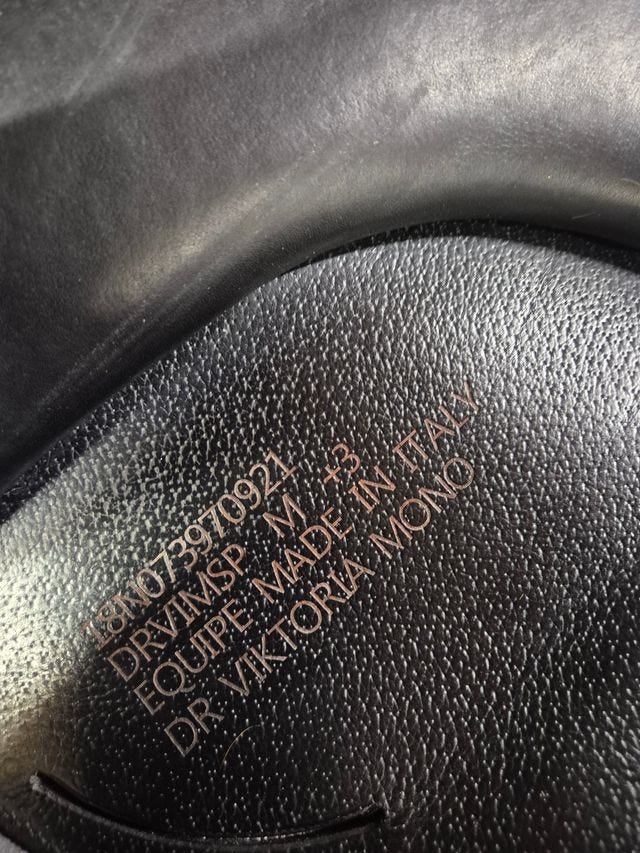 18N073970921
DRVIMSP M +3
EQUIPE MADE IN ITALY
DR VIKTORIA MONO